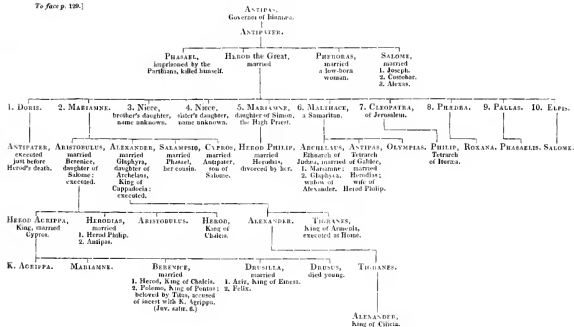 To face p. 129.]
ANTIPAS,
Governor of Idumæa.
ANTIPATER.
PHASAEL,
imprisoned by the
Parthians, killed himself.
HEROD the Great,
married
PHERORAS,
married
a low-born
woman.
SALOME,
married
1. Joseph.
2. Costobar.
3. Alexas.
1. DORIS.
2. MARIAMNE.
3. NIECE,
brother's daughter,
name unknown.
4. NIECE,
sister's daughter,
name unknown.
5. MARIAMNE,
daughter of Simon,
the High Priest.
6. MALTHACE,
a Samaritan.
7. CLEOPATRA,
of Jerusalem.
8. PHÆDRA.
9. PALLAS.
10. ELPIS.
ANTIPATER,
executed
just before
Herod's death.
ARISTOBULUS,
married
Berenice,
daughter of
Salome;
executed.
ALEXANDER,
married
Glaphyra,
daughter of
Archelaus,
King of
Cappadocia;
executed.
SALAMPSIO,
married
Phasael,
her cousin.
CYPROS,
married
Antipater,
son of
Salome.
HEROD PHILIP,
married
Herodias,
divorced by her.
ARCHELAUS,
Ethnarch of
Judæa, married
1. Mariamne;
2. Glaphyra,
widow of
Alexander.
ANTIPAS,
Tetrarch
of Galilee,
married
Herodias;
wife of
Herod Philip.
OLYMPIAS.
PHILIP,
Tetrarch
of Ituræa.
ROXANA.
PHASAELIS.
SALOME.
HEROD AGRIPPA,
King, married
Cypros.
HERODIAS,
married
1. Herod Philip.
2. Antipas.
ARISTOBULUS.
HEROD,
King of
Chalcis.
ALEXANDER.
TIGRANES,
King of Armenia,
executed at Rome.
K. AGRIPPA.
MARIAMNE.
BERENICE,
married
1. Herod, King of Chalcis.
2. Polemo, King of Pontus;
beloved by Titus, accused
of incest with K. Agrippa.
(Juv. satir. 6.)
DRUSILLA,
married
1. Aziz, King of Emesa.
2. Felix.
DRUSUS,
died young.
TIGRANES.
ALEXANDER,
King of Cilicia.